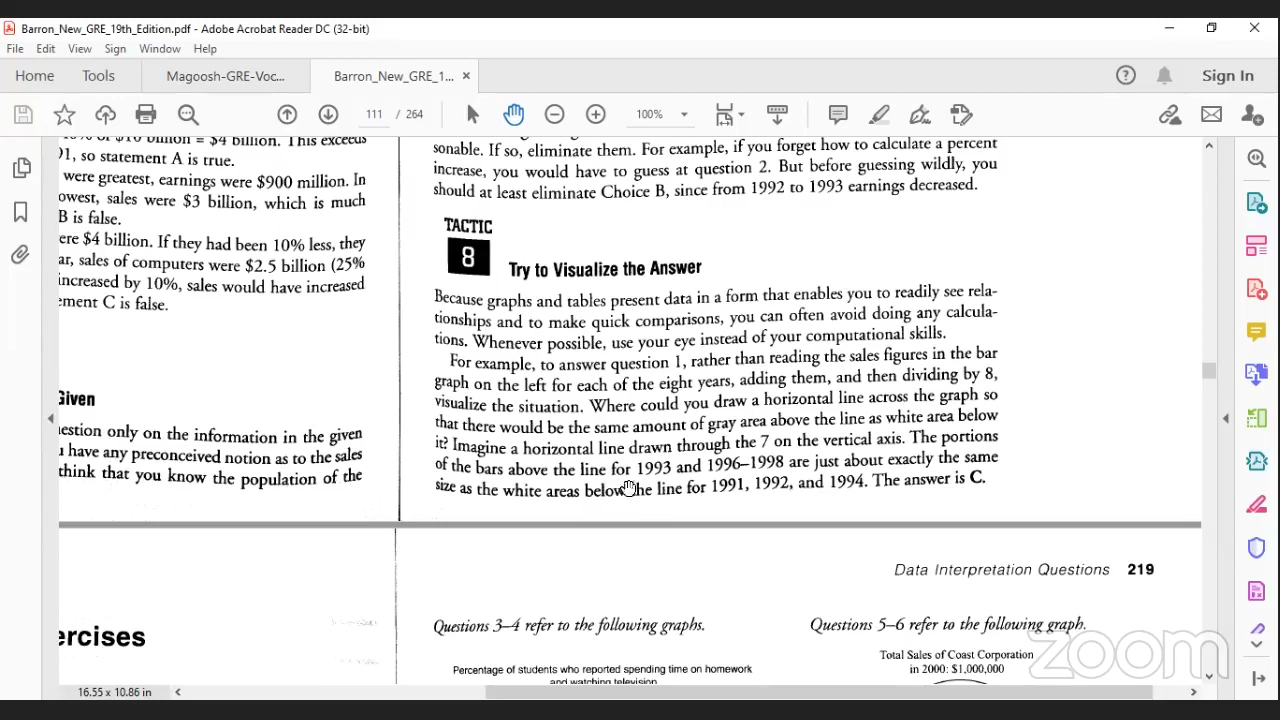 Barron_New_GRE_19th_Edition.pdf - Adobe Acrobat Reader DC (32-bit)
File Edit View Sign Window Help
Home Tools Magoosh-GRE-Voc... Barron_New_GRE_1... × Sign In
111 / 264 100%
of $10 billion = $4 billion. This exceeds
so statement A is true.
were greatest, earnings were $900 million. In
owest, sales were $3 billion, which is much
B is false.
ere $4 billion. If they had been 10% less, they
ar, sales of computers were $2.5 billion (25%
increased by 10%, sales would have increased
ement C is false.
Given
estion only on the information in the given
have any preconceived notion as to the sales
think that you know the population of the
sonable. If so, eliminate them. For example, if you forget how to calculate a percent
increase, you would have to guess at question 2. But before guessing wildly, you
should at least eliminate Choice B, since from 1992 to 1993 earnings decreased.
TACTIC
8
Try to Visualize the Answer
Because graphs and tables present data in a form that enables you to readily see rela-
tionships and to make quick comparisons, you can often avoid doing any calcula-
tions. Whenever possible, use your eye instead of your computational skills.
For example, to answer question 1, rather than reading the sales figures in the bar
graph on the left for each of the eight years, adding them, and then dividing by 8,
visualize the situation. Where could you draw a horizontal line across the graph so
that there would be the same amount of gray area above the line as white area below
it? Imagine a horizontal line drawn through the 7 on the vertical axis. The portions
of the bars above the line for 1993 and 1996–1998 are just about exactly the same
size as the white areas below the line for 1991, 1992, and 1994. The answer is C.
Data Interpretation Questions 219
ercises
Questions 3–4 refer to the following graphs.
Percentage of students who reported spending time on homework
and watching television
Questions 5–6 refer to the following graph.
Total Sales of Coast Corporation
in 2000: $1,000,000
zoom
16.55 x 10.86 in